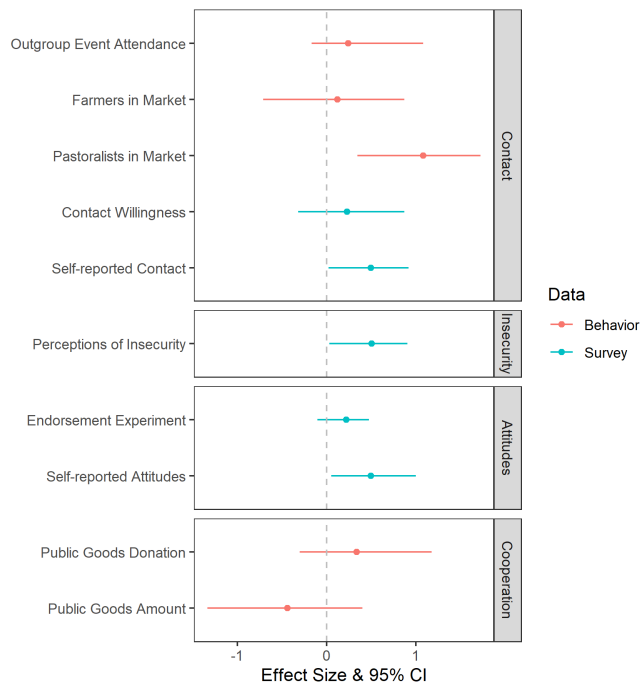 Outgroup Event Attendance
Farmers in Market
Pastoralists in Market
Contact Willingness
Self-reported Contact
Contact
Perceptions of Insecurity
Insecurity
Endorsement Experiment
Self-reported Attitudes
Attitudes
Public Goods Donation
Public Goods Amount
Cooperation
-1 0 1
Effect Size & 95% CI
Data
Behavior
Survey